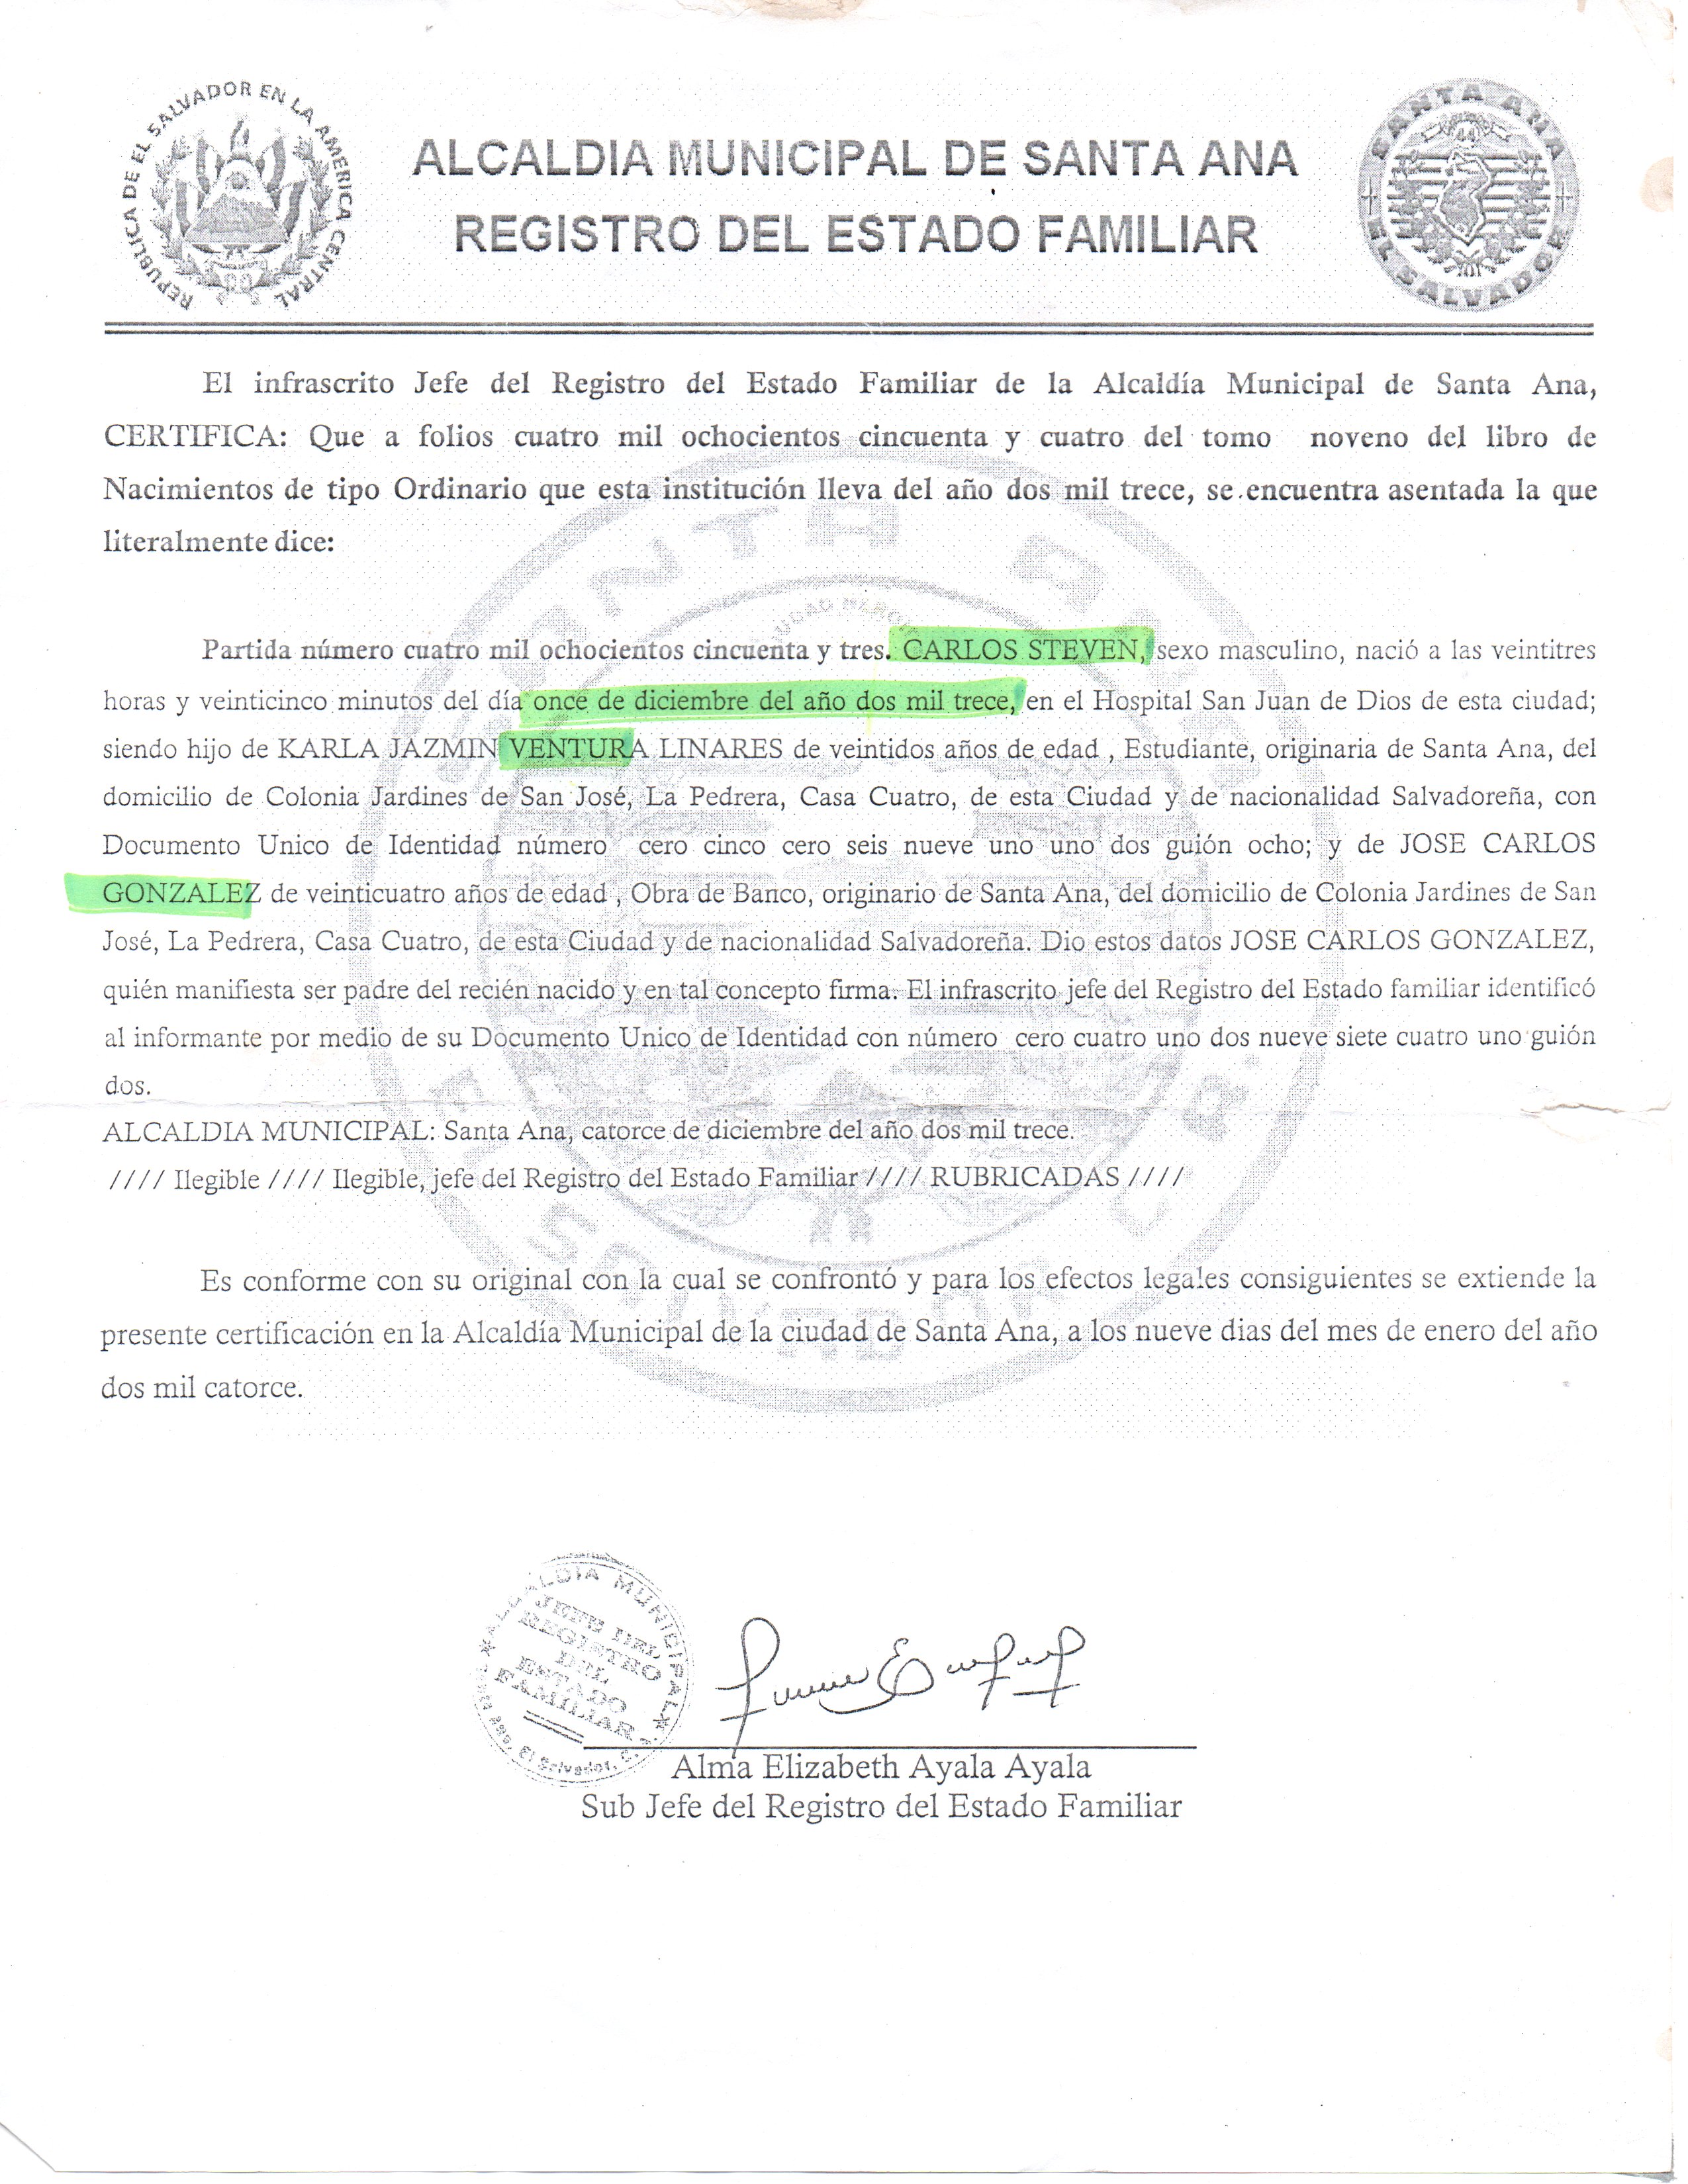 REPUBLICA DE EL SALVADOR EN LA AMERICA CENTRAL
ALCALDIA MUNICIPAL DE SANTA ANA
REGISTRO DEL ESTADO FAMILIAR
SANTA ANA
EL SALVADOR
El infrascrito Jefe del Registro del Estado Familiar de la Alcaldía Municipal de Santa Ana,
CERTIFICA: Que a folios cuatro mil ochocientos cincuenta y cuatro del tomo noveno del libro de
Nacimientos de tipo Ordinario que esta institución lleva del año dos mil trece, se encuentra asentada la que
literalmente dice:
Partida número cuatro mil ochocientos cincuenta y tres. CARLOS STEVEN, sexo masculino, nació a las veintitres
horas y veinticinco minutos del día once de diciembre del año dos mil trece, en el Hospital San Juan de Dios de esta ciudad;
siendo hijo de KARLA JAZMIN VENTURA LINARES de veintidos años de edad , Estudiante, originaria de Santa Ana, del
domicilio de Colonia Jardines de San José, La Pedrera, Casa Cuatro, de esta Ciudad y de nacionalidad Salvadoreña, con
Documento Unico de Identidad número cero cinco cero seis nueve uno uno dos guión ocho; y de JOSE CARLOS
GONZALEZ de veinticuatro años de edad , Obra de Banco, originario de Santa Ana, del domicilio de Colonia Jardines de San
José, La Pedrera, Casa Cuatro, de esta Ciudad y de nacionalidad Salvadoreña. Dio estos datos JOSE CARLOS GONZALEZ,
quién manifiesta ser padre del recién nacido y en tal concepto firma. El infrascrito jefe del Registro del Estado familiar identificó
al informante por medio de su Documento Unico de Identidad con número cero cuatro uno dos nueve siete cuatro uno guión
dos.
ALCALDIA MUNICIPAL: Santa Ana, catorce de diciembre del año dos mil trece.
//// Ilegible //// Ilegible, jefe del Registro del Estado Familiar //// RUBRICADAS ////
Es conforme con su original con la cual se confrontó y para los efectos legales consiguientes se extiende la
presente certificación en la Alcaldía Municipal de la ciudad de Santa Ana, a los nueve dias del mes de enero del año
dos mil catorce.
ALCALDIA MUNICIPAL
JEFE DEL
REGISTRO
DEL
ESTADO
FAMILIAR
Santa Ana, El Salvador, C.
Alma Elizabeth Ayala Ayala
Sub Jefe del Registro del Estado Familiar